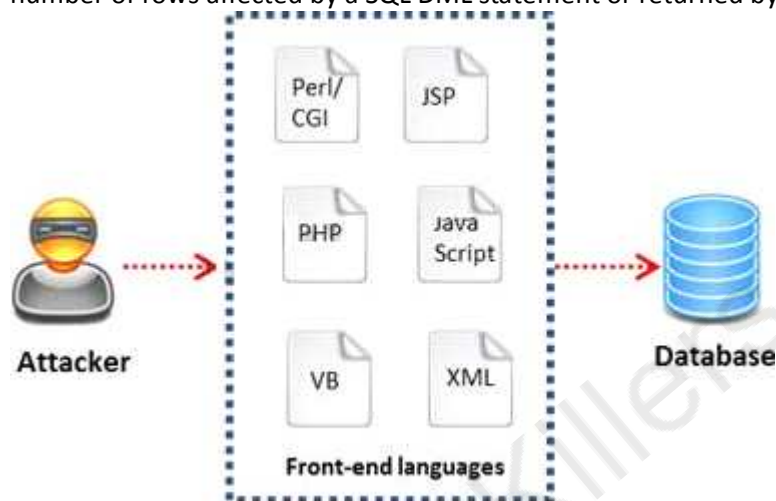 number of rows affected by a SQL DML statement or returned by
Perl/
CGI
JSP
PHP
Java
Script
VB
XML
Attacker
Database
Front-end languages